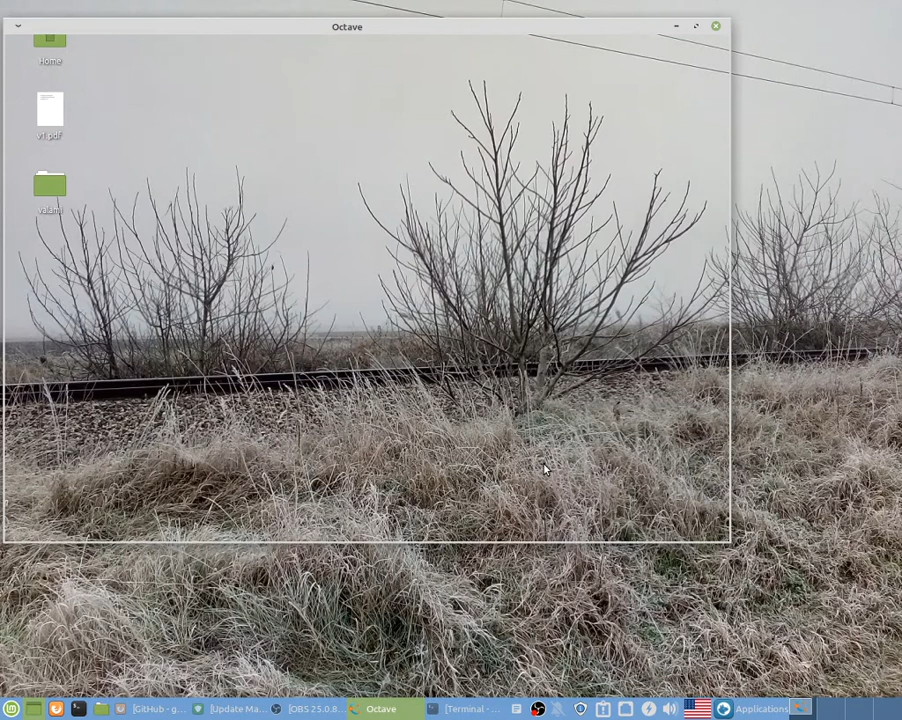 Octave
Home
v1.pdf
valami
[GitHub - g...
[Update Ma...
[OBS 25.0.8...
Octave
[Terminal - ...
Applications